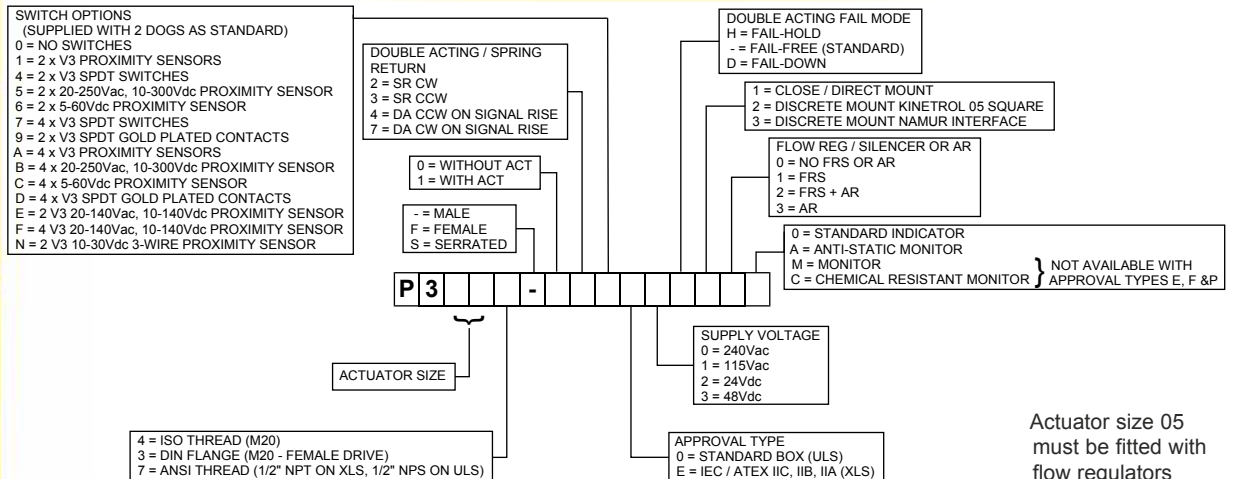 SWITCH OPTIONS
(SUPPLIED WITH 2 DOGS AS STANDARD)
0 = NO SWITCHES
1 = 2 x V3 PROXIMITY SENSORS
4 = 2 x V3 SPDT SWITCHES
5 = 2 x 20-250Vac, 10-300Vdc PROXIMITY SENSOR
6 = 2 x 5-60Vdc PROXIMITY SENSOR
7 = 4 x V3 SPDT SWITCHES
9 = 2 x V3 SPDT GOLD PLATED CONTACTS
A = 4 x V3 PROXIMITY SENSORS
B = 4 x 20-250Vac, 10-300Vdc PROXIMITY SENSOR
C = 4 x 5-60Vdc PROXIMITY SENSOR
D = 4 x V3 SPDT GOLD PLATED CONTACTS
E = 2 V3 20-140Vac, 10-140Vdc PROXIMITY SENSOR
F = 4 V3 20-140Vac, 10-140Vdc PROXIMITY SENSOR
N = 2 V3 10-30Vdc 3-WIRE PROXIMITY SENSOR
DOUBLE ACTING / SPRING
RETURN
2 = SR CW
3 = SR CCW
4 = DA CCW ON SIGNAL RISE
7 = DA CW ON SIGNAL RISE
0 = WITHOUT ACT
1 = WITH ACT
- = MALE
F = FEMALE
S = SERRATED
DOUBLE ACTING FAIL MODE
H = FAIL-HOLD
- = FAIL-FREE (STANDARD)
D = FAIL-DOWN
1 = CLOSE / DIRECT MOUNT
2 = DISCRETE MOUNT KINETROL 05 SQUARE
3 = DISCRETE MOUNT NAMUR INTERFACE
FLOW REG / SILENCER OR AR
0 = NO FRS OR AR
1 = FRS
2 = FRS + AR
3 = AR
0 = STANDARD INDICATOR
A = ANTI-STATIC MONITOR
M = MONITOR
C = CHEMICAL RESISTANT MONITOR } NOT AVAILABLE WITH
APPROVAL TYPES E, F &P
P 3 -
ACTUATOR SIZE
SUPPLY VOLTAGE
0 = 240Vac
1 = 115Vac
2 = 24Vdc
3 = 48Vdc
4 = ISO THREAD (M20)
3 = DIN FLANGE (M20 - FEMALE DRIVE)
7 = ANSI THREAD (1/2" NPT ON XLS, 1/2" NPS ON ULS)
APPROVAL TYPE
0 = STANDARD BOX (ULS)
E = IEC / ATEX IIC, IIB, IIA (XLS)
Actuator size 05
must be fitted with
flow regulators